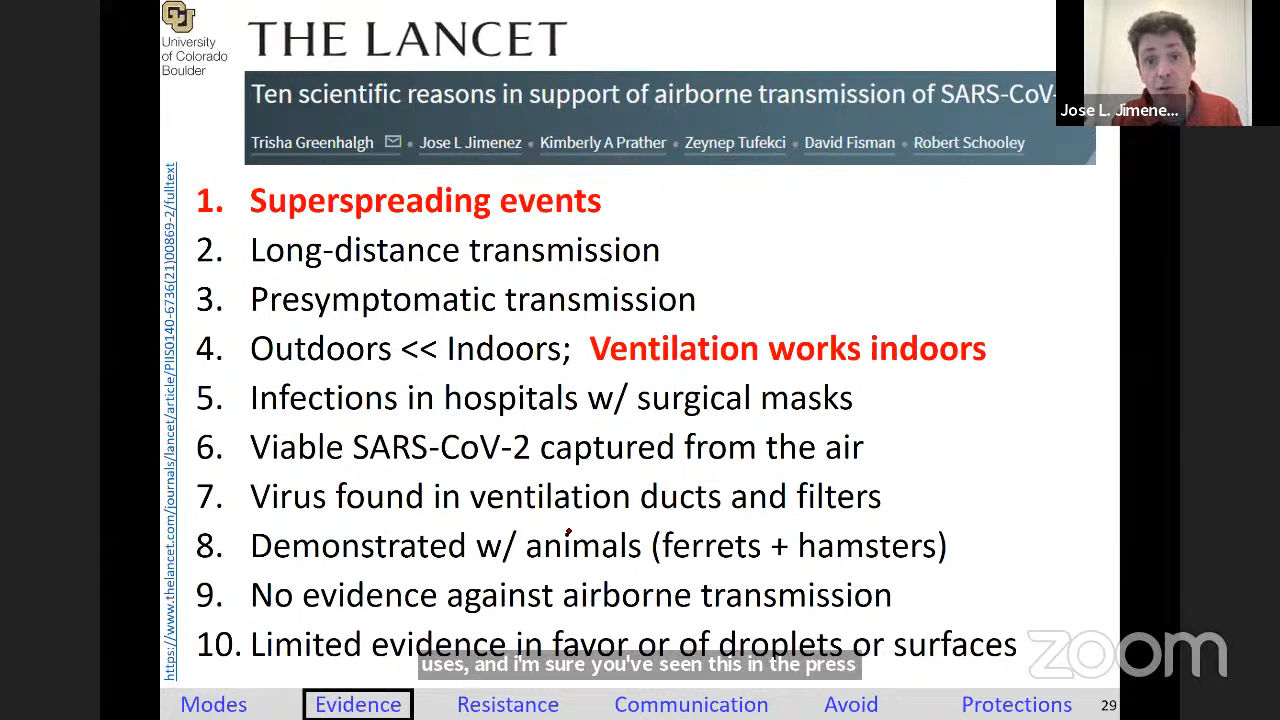 CU
University
of Colorado
Boulder
THE LANCET
Ten scientific reasons in support of airborne transmission of SARS-CoV-
Trisha Greenhalgh • Jose L Jimenez • Kimberly A Prather • Zeynep Tufekci • David Fisman • Robert Schooley
Jose L. Jimene...
https://www.thelancet.com/journals/lancet/article/PIIS0140-6736(21)00869-2/fulltext
1. Superspreading events
2. Long-distance transmission
3. Presymptomatic transmission
4. Outdoors << Indoors; Ventilation works indoors
5. Infections in hospitals w/ surgical masks
6. Viable SARS-CoV-2 captured from the air
7. Virus found in ventilation ducts and filters
8. Demonstrated w/ animals (ferrets + hamsters)
9. No evidence against airborne transmission
10. Limited evidence in favor or of droplets or surfaces
uses, and i'm sure you've seen this in the press
zoom
Modes Evidence Resistance Communication Avoid Protections 29